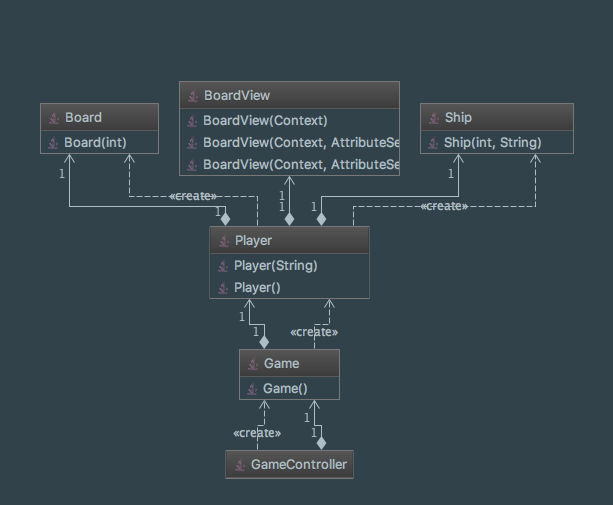 BoardView
Board
Ship
BoardView(Context)
Board(int)
BoardView(Context, AttributeSe
Ship(int, String)
BoardView(Context, AttributeSe
1
1
«create»
1
1
1
1
«create»
Player
Player(String)
Player()
1
1
«create»
Game
Game()
1
1
«create»
GameController